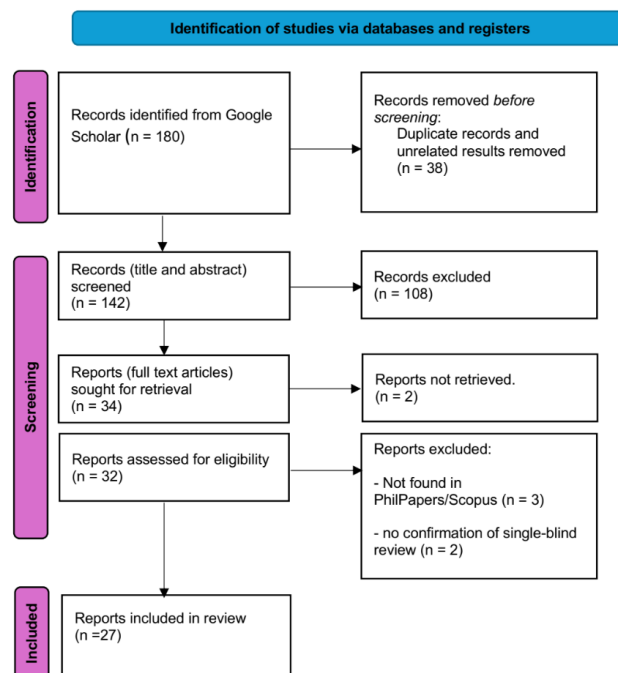 Identification of studies via databases and registers
Identification
Records identified from Google
Scholar (n = 180)
Records removed before
screening:
Duplicate records and
unrelated results removed
(n = 38)
Screening
Records (title and abstract)
screened
(n = 142)
Records excluded
(n = 108)
Reports (full text articles)
sought for retrieval
(n = 34)
Reports not retrieved.
(n = 2)
Reports assessed for eligibility
(n = 32)
Reports excluded:
- Not found in
PhilPapers/Scopus (n = 3)
- no confirmation of single-blind
review (n = 2)
Included
Reports included in review
(n =27)